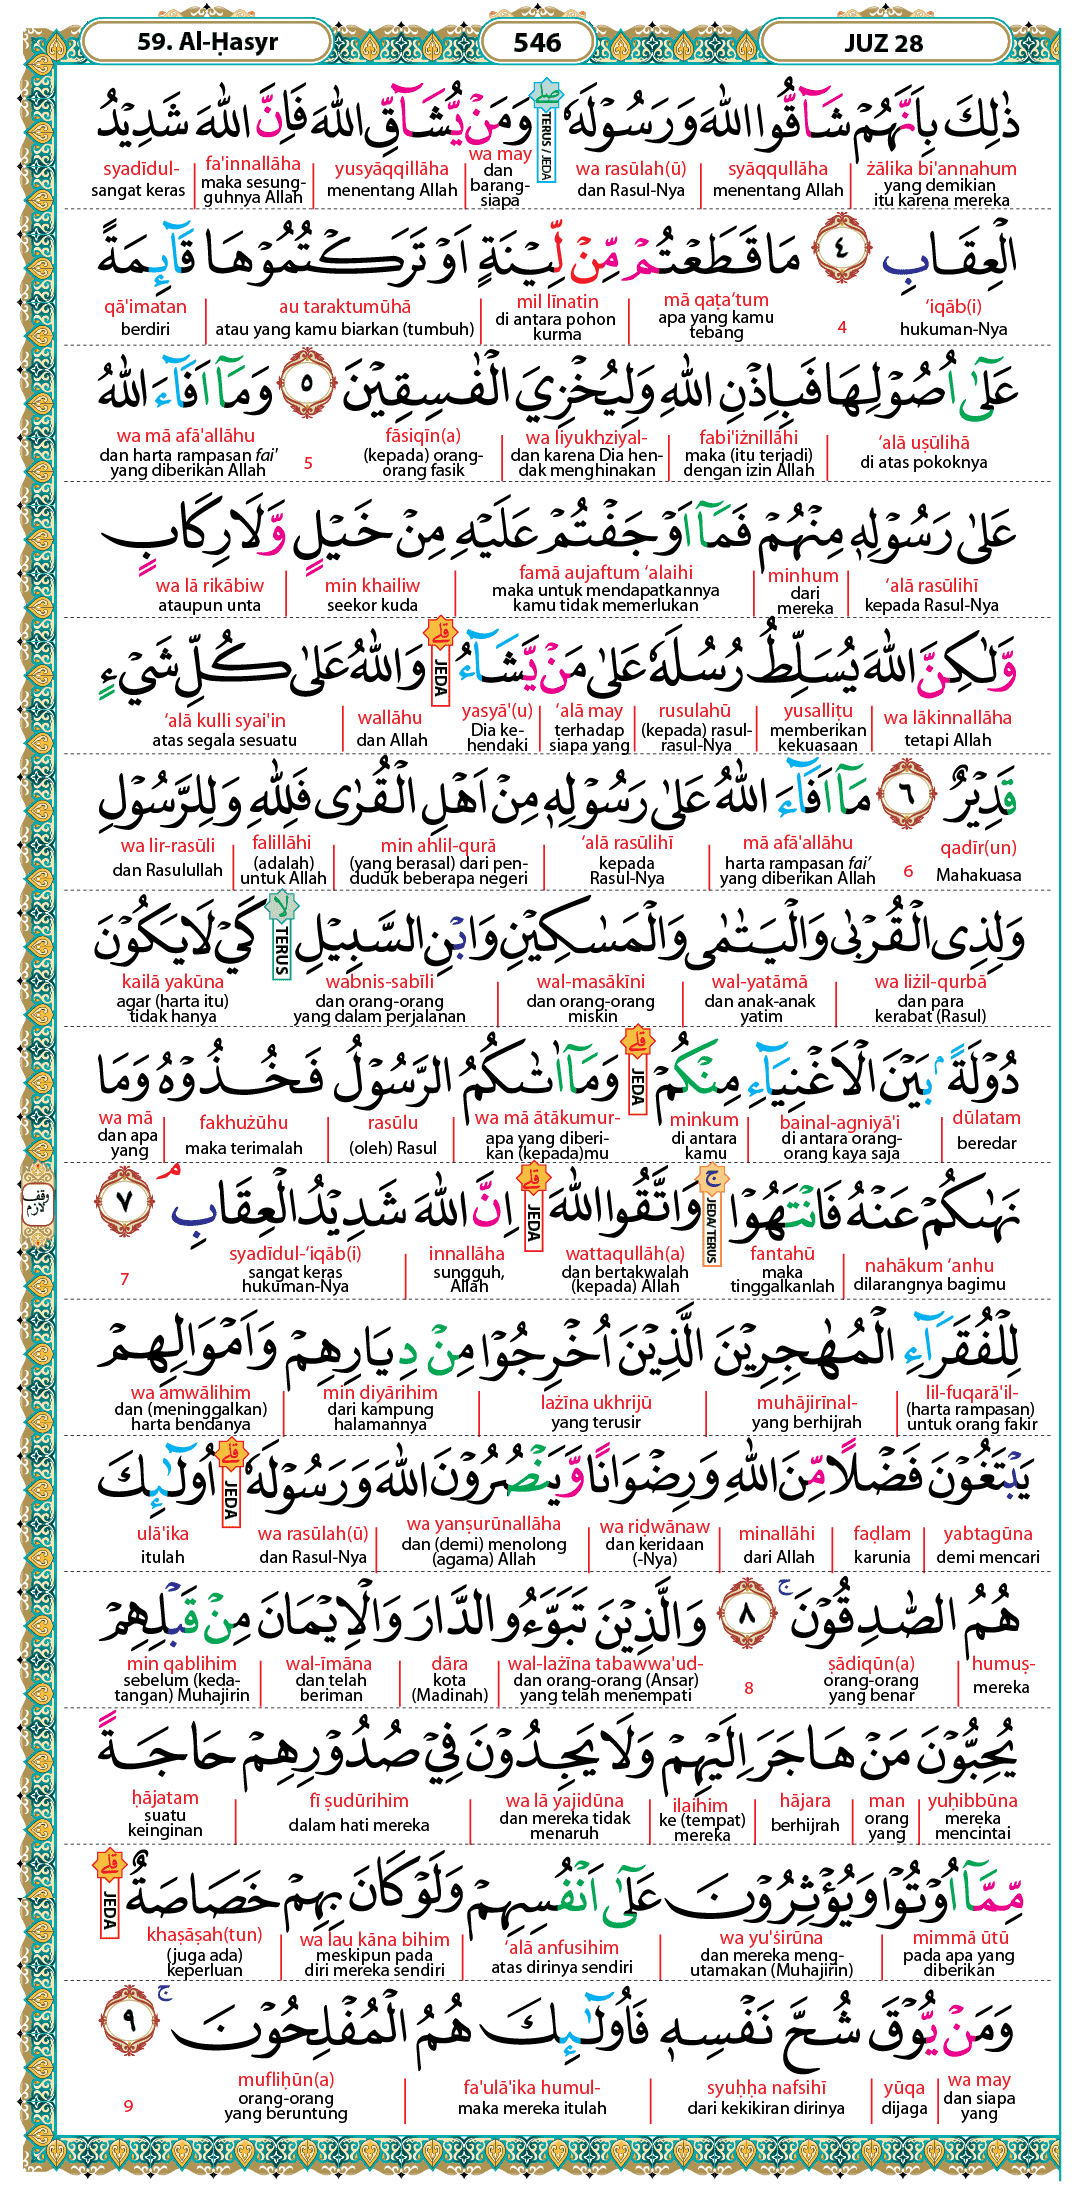 59. Al-Ḥasyr
546
JUZ 28
ذٰلِكَ بِاَنَّهُمْ شَاۤقُّوا اللّٰهَ وَرَسُوْلَهٗ ۖ وَمَنْ يُّشَاۤقِّ اللّٰهَ فَاِنَّ اللّٰهَ شَدِيْدُ
TERUS / JEDA
żālika bi'annahum
yang demikian
itu karena mereka
syāqqullāha
menentang Allah
wa rasūlah(ū)
dan Rasul-Nya
wa may
dan
barang-
siapa
yusyāqqillāha
menentang Allah
fa'innallāha
maka sesung-
guhnya Allah
syadīdul-
sangat keras
الْعِقَابِ ٤ مَا قَطَعْتُمْ مِّنْ لِّيْنَةٍ اَوْ تَرَكْتُمُوْهَا قَاۤىِٕمَةً
‘iqāb(i)
hukuman-Nya
4
mā qaṭa‘tum
apa yang kamu
tebang
mil līnatin
di antara pohon
kurma
au taraktumūhā
atau yang kamu biarkan (tumbuh)
qā'imatan
berdiri
عَلٰٓى اُصُوْلِهَا فَبِاِذْنِ اللّٰهِ وَلِيُخْزِيَ الْفٰسِقِيْنَ ٥ وَمَآ اَفَاۤءَ اللّٰهُ
‘alā uṣūlihā
di atas pokoknya
fabi'iżnillāhi
maka (itu terjadi)
dengan izin Allah
wa liyukhziyal-
dan karena Dia hen-
dak menghinakan
fāsiqīn(a)
(kepada) orang-
orang fasik
5
wa mā afā'allāhu
dan harta rampasan fai'
yang diberikan Allah
عَلٰى رَسُوْلِهٖ مِنْهُمْ فَمَآ اَوْجَفْتُمْ عَلَيْهِ مِنْ خَيْلٍ وَّلَا رِكَابٍ
‘alā rasūlihī
kepada Rasul-Nya
minhum
dari
mereka
famā aujaftum ‘alaihi
maka untuk mendapatkannya
kamu tidak memerlukan
min khailiw
seekor kuda
wa lā rikābiw
ataupun unta
وَّلٰكِنَّ اللّٰهَ يُسَلِّطُ رُسُلَهٗ عَلٰى مَنْ يَّشَاۤءُ ۗ وَاللّٰهُ عَلٰى كُلِّ شَيْءٍ
JEDA
wa lākinnallāha
tetapi Allah
yusalliṭu
memberikan
kekuasaan
rusulahū
(kepada) rasul-
rasul-Nya
‘alā may
terhadap
siapa yang
yasyā'(u)
Dia ke-
hendaki
wallāhu
dan Allah
‘alā kulli syai'in
atas segala sesuatu
قَدِيْرٌ ٦ مَآ اَفَاۤءَ اللّٰهُ عَلٰى رَسُوْلِهٖ مِنْ اَهْلِ الْقُرٰى فَلِلّٰهِ وَلِلرَّسُوْلِ
qadīr(un)
Mahakuasa
6
mā afā'allāhu
harta rampasan fai’
yang diberikan Allah
‘alā rasūlihī
kepada
Rasul-Nya
min ahlil-qurā
(yang berasal) dari pen-
duduk beberapa negeri
falillāhi
(adalah)
untuk Allah
wa lir-rasūli
dan Rasulullah
وَلِذِى الْقُرْبٰى وَالْيَتٰمٰى وَالْمَسٰكِيْنِ وَابْنِ السَّبِيْلِ ۙ كَيْ لَا يَكُوْنَ
TERUS
wa liżil-qurbā
dan para
kerabat (Rasul)
wal-yatāmā
dan anak-anak
yatim
wal-masākīni
dan orang-orang
miskin
wabnis-sabīli
dan orang-orang
yang dalam perjalanan
kailā yakūna
agar (harta itu)
tidak hanya
دُوْلَةً ۢ بَيْنَ الْاَغْنِيَاۤءِ مِنْكُمْ ۗ وَمَآ اٰتٰىكُمُ الرَّسُوْلُ فَخُذُوْهُ وَمَا
JEDA
dūlatam
beredar
bainal-agniyā'i
di antara orang-
orang kaya saja
minkum
di antara
kamu
wa mā ātākumur-
apa yang diberi-
kan (kepada)mu
rasūlu
(oleh) Rasul
fakhużūhu
maka terimalah
wa mā
dan apa
yang
نَهٰىكُمْ عَنْهُ فَانْتَهُوْا ۚ وَاتَّقُوا اللّٰهَ ۗ اِنَّ اللّٰهَ شَدِيْدُ الْعِقَابِ ۘ ٧
JEDA/TERUS
JEDA
وقف لازم
nahākum ‘anhu
dilarangnya bagimu
fantahū
maka
tinggalkanlah
wattaqullāh(a)
dan bertakwalah
(kepada) Allah
innallāha
sungguh,
Allah
syadīdul-‘iqāb(i)
sangat keras
hukuman-Nya
7
لِلْفُقَرَاۤءِ الْمُهٰجِرِيْنَ الَّذِيْنَ اُخْرِجُوْا مِنْ دِيَارِهِمْ وَاَمْوَالِهِمْ
lil-fuqarā'il-
(harta rampasan)
untuk orang fakir
muhājirīnal-
yang berhijrah
lażīna ukhrijū
yang terusir
min diyārihim
dari kampung
halamannya
wa amwālihim
dan (meninggalkan)
harta bendanya
يَبْتَغُوْنَ فَضْلًا مِّنَ اللّٰهِ وَرِضْوَانًا وَّيَنْصُرُوْنَ اللّٰهَ وَرَسُوْلَهٗ ۗ اُولٰۤىِٕكَ
JEDA
yabtagūna
demi mencari
faḍlam
karunia
minallāhi
dari Allah
wa riḍwānaw
dan keridaan
(-Nya)
wa yanṣurūnallāha
dan (demi) menolong
(agama) Allah
wa rasūlah(ū)
dan Rasul-Nya
ulā'ika
itulah
هُمُ الصّٰدِقُوْنَ ۚ ٨ وَالَّذِيْنَ تَبَوَّءُو الدَّارَ وَالْاِيْمَانَ مِنْ قَبْلِهِمْ
humuṣ-
mereka
ṣādiqūn(a)
orang-orang
yang benar
8
wal-lażīna tabawwa'ud-
dan orang-orang (Ansar)
yang telah menempati
dāra
kota
(Madinah)
wal-īmāna
dan telah
beriman
min qablihim
sebelum (keda-
tangan) Muhajirin
يُحِبُّوْنَ مَنْ هَاجَرَ اِلَيْهِمْ وَلَا يَجِدُوْنَ فِيْ صُدُوْرِهِمْ حَاجَةً
yuḥibbūna
mereka
mencintai
man
orang
yang
hājara
berhijrah
ilaihim
ke (tempat)
mereka
wa lā yajidūna
dan mereka tidak
menaruh
fī ṣudūrihim
dalam hati mereka
ḥājatam
suatu
keinginan
مِّمَّآ اُوْتُوْا وَيُؤْثِرُوْنَ عَلٰٓى اَنْفُسِهِمْ وَلَوْ كَانَ بِهِمْ خَصَاصَةٌ ۗ
JEDA
mimmā ūtū
pada apa yang
diberikan
wa yu'ṡirūna
dan mereka meng-
utamakan (Muhajirin)
‘alā anfusihim
atas dirinya sendiri
wa lau kāna bihim
meskipun pada
diri mereka sendiri
khaṣāṣah(tun)
(juga ada)
keperluan
وَمَنْ يُّوْقَ شُحَّ نَفْسِهٖ فَاُولٰۤىِٕكَ هُمُ الْمُفْلِحُوْنَ ۚ ٩
wa may
dan siapa
yang
yūqa
dijaga
syuḥḥa nafsihī
dari kekikiran dirinya
fa'ulā'ika humul-
maka mereka itulah
mufliḥūn(a)
orang-orang
yang beruntung
9